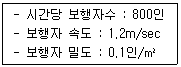 - 시간당 보행자수 : 800인
- 보행자 속도 : 1.2m/sec
- 보행자 밀도 : 0.1인/㎡